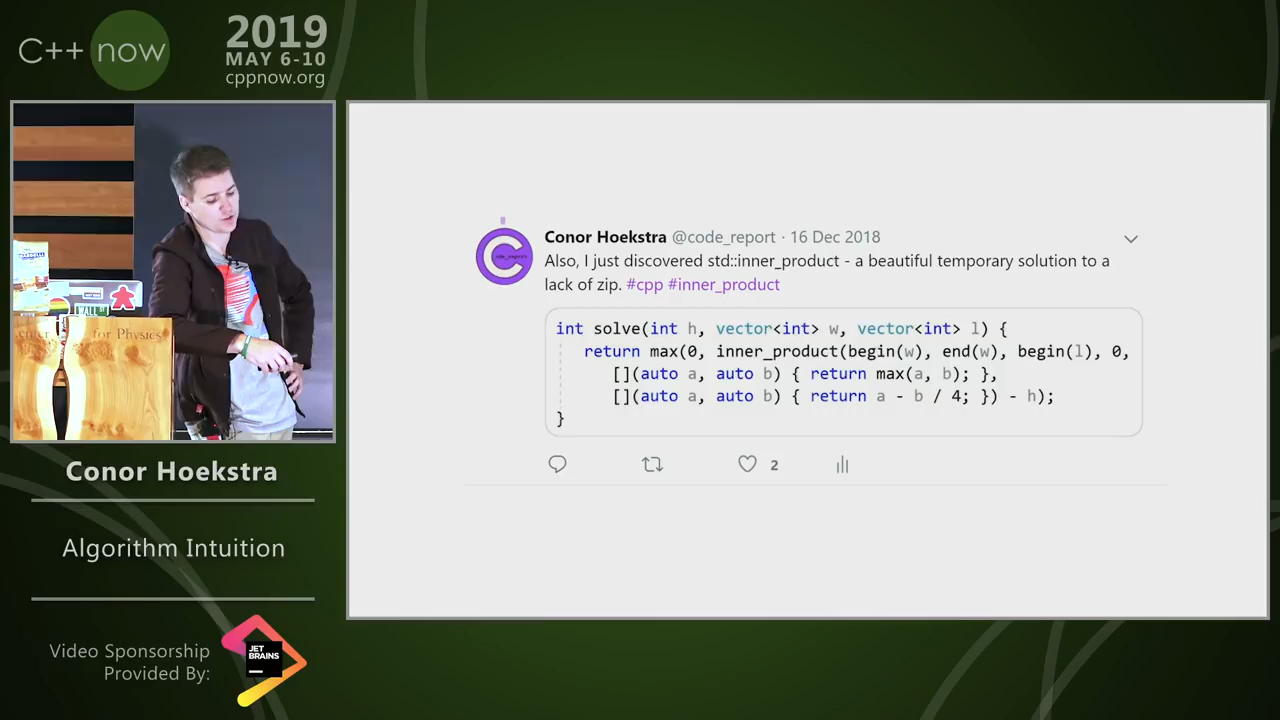 C++ now
2019
MAY 6-10
cppnow.org
for Physics
Conor Hoekstra @code_report · 16 Dec 2018
Also, I just discovered std::inner_product - a beautiful temporary solution to a
lack of zip. #cpp #inner_product
int solve(int h, vector<int> w, vector<int> l) {
return max(0, inner_product(begin(w), end(w), begin(l), 0,
[](auto a, auto b) { return max(a, b); },
[](auto a, auto b) { return a - b / 4; }) - h);
}
2
Conor Hoekstra
Algorithm Intuition
Video Sponsorship
Provided By:
JET
BRAINS